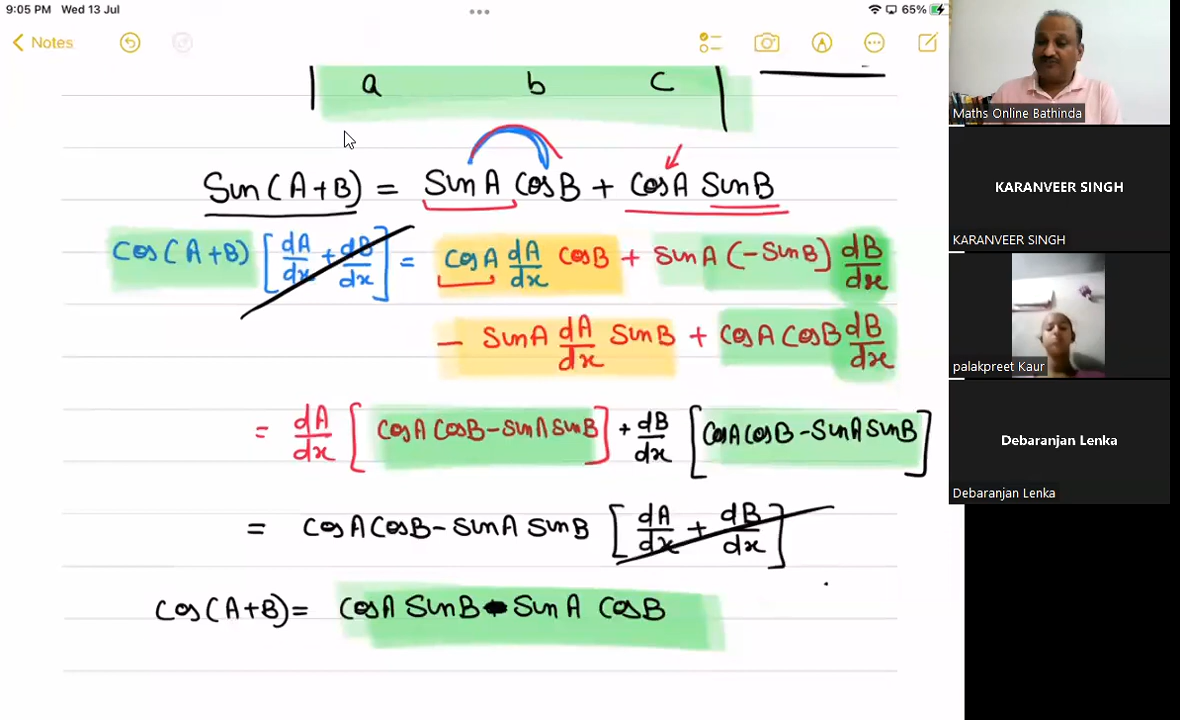 9:05 PM Wed 13 Jul
65%
Notes
a b c
Sin(A+B) = SinA CosB + CosA SinB
Cos(A+B) [dA/dx + dB/dx] = CosA dA/dx CosB + SinA (-SinB) dB/dx
- SinA dA/dx SinB + CosA CosB dB/dx
= dA/dx [CosA CosB - SinA SinB] + dB/dx [CosA CosB - SinA SinB]
= CosA CosB - SinA SinB [dA/dx + dB/dx]
Cos(A+B) = CosA SinB - SinA CosB
Maths Online Bathinda
KARANVEER SINGH
KARANVEER SINGH
palakpreet Kaur
Debaranjan Lenka
Debaranjan Lenka